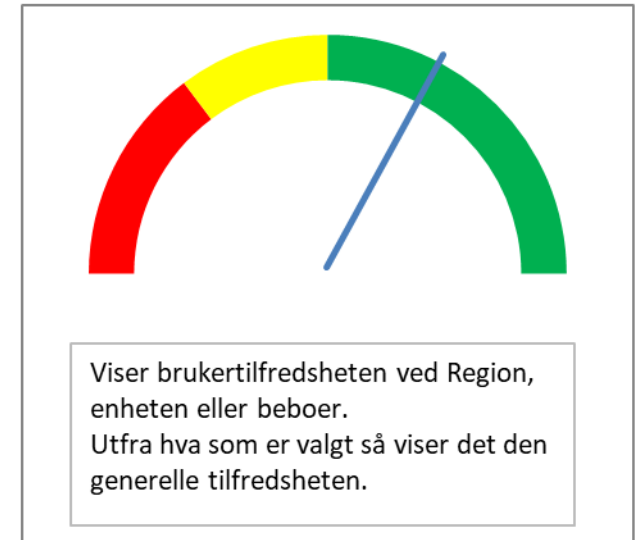 Viser brukertilfredsheten ved Region,
enheten eller beboer.
Utfra hva som er valgt så viser det den
generelle tilfredsheten.